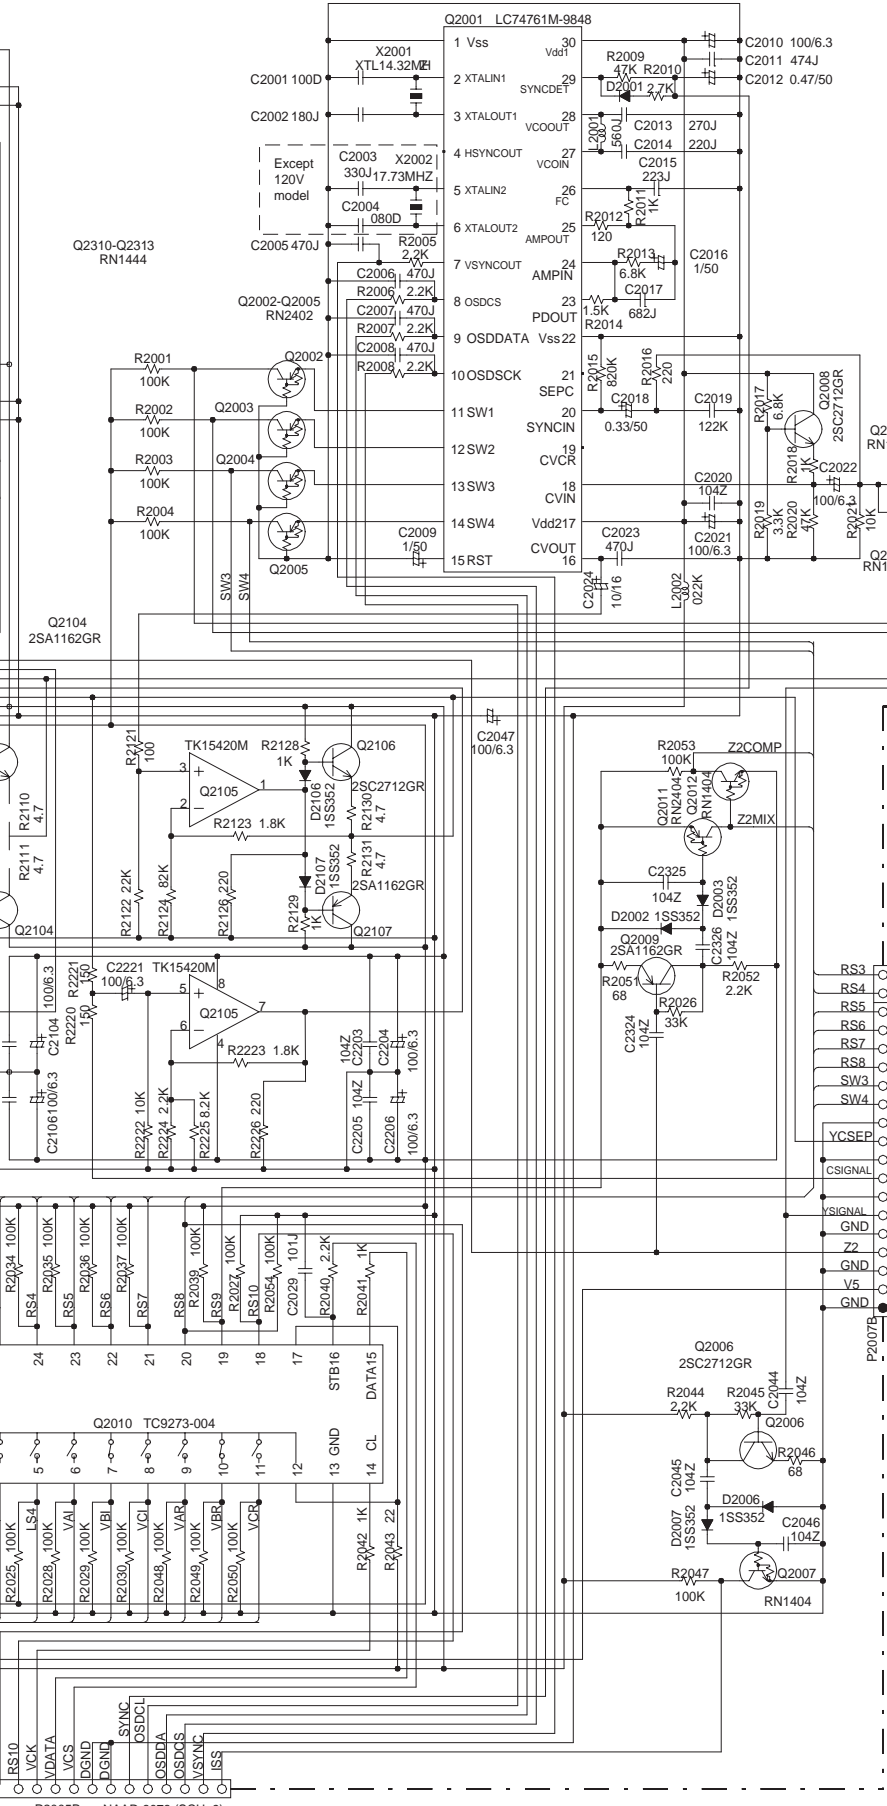 Q2001 LC74761M-9848
1 Vss
30
Vdd1
C2010 100/6.3
C2011 474J
C2012 0.47/50
X2001
C2001 100D
2 XTALIN1
29
SYNCDET
R2009
47K
R2010
D2001
2.7K
C2002 180J
3 XTALOUT1
28
VCOOUT
L2001
560J
C2013 270J
C2014 220J
Except
120V
model
C2003
330J
X2002
17.73MHZ
4 HSYNCOUT
27
VCOIN
C2015
223J
5 XTALIN2
26
FC
R2011
1K
C2004
080D
6 XTALOUT2
25
AMPOUT
R2012
120
C2005 470J
R2005
2.2K
7 VSYNCOUT
24
AMPIN
R2013
6.8K
C2016
1/50
Q2310-Q2313
RN1444
C2006 470J
R2006 2.2K
8 OSDCS
23
PDOUT
1.5K
R2014
C2017
682J
Q2002-Q2005
RN2402
C2007 470J
R2007 2.2K
9 OSDDATA
Vss22
C2008 470J
R2008 2.2K
10 OSDSCK
21
SEPC
R2015
820K
R2016
220
R2001
100K
Q2002
11 SW1
20
SYNCIN
C2018
0.33/50
C2019
122K
R2017
6.8K
Q2008
2SC2712GR
R2002
100K
Q2003
12 SW2
19
CVCR
R2018
1K
R2003
100K
Q2004
13 SW3
18
CVIN
C2020
104Z
C2022
100/6.3
R2004
100K
Q2005
14 SW4
Vdd217
C2021
100/6.3
R2019
3.3K
R2020
47K
R2021
10K
C2009
1/50
15 RST
CVOUT
16
C2023
470J
C2024
10/16
L2002
022K
SW3
SW4
Q2104
2SA1162GR
C2047
100/6.3
R2121
100
TK15420M
3
2
1
Q2105
R2128
1K
Q2106
2SC2712GR
D2106
1SS352
R2130
4.7
R2123 1.8K
R2110
4.7
R2111
4.7
R2122 22K
R2124 82K
R2126 220
D2107
1SS352
R2131
4.7
2SA1162GR
R2129
1K
Q2104
Q2107
R2053
100K
Z2COMP
Q2011
RN2404
Q2012
RN1404
Z2MIX
C2325
104Z
D2003
1SS352
D2002 1SS352
Q2009
2SA1162GR
C2326
104Z
R2051
68
R2052
2.2K
R2026
33K
C2324
104Z
R2221
150
R2220
150
C2221
100/6.3
TK15420M
5
6
8
4
7
Q2105
R2223 1.8K
100/6.3
C2104
C2106 100/6.3
104Z
C2203
C2204
100/6.3
R2222 10K
R2224 2.2K
R2225 8.2K
R2226 220
C2205 104Z
C2206
100/6.3
RS3
RS4
RS5
RS6
RS7
RS8
SW3
SW4
YCSEP
CSIGNAL
YSIGNAL
GND
Z2
GND
V5
GND
P2007B
R2034 100K
R2035 100K
R2036 100K
R2037 100K
R2039 100K
R2027 100K
R2054 100K
C2029 101J
R2040 2.2K
R2041 1K
RS4
RS5
RS6
RS7
RS8
RS9
RS10
24
23
22
21
20
19
18
17
STB16
DATA15
Q2010 TC9273-004
5
6
7
8
9
10
11
12
13 GND
14 CL
LS4
VAI
VBI
VCI
VAR
VBR
VCR
R2025 100K
R2028 100K
R2029 100K
R2030 100K
R2048 100K
R2049 100K
R2050 100K
R2042 1K
R2043 22
Q2006
2SC2712GR
C2044
104Z
R2044
2.2K
R2045
33K
Q2006
R2046
68
C2045
104Z
D2006
1SS352
D2007
1SS352
C2046
104Z
R2047
100K
Q2007
RN1404
RS10
VCK
VDATA
VCS
DGND
DGND
SYNC
OSDCL
OSDDA
OSDCS
VSYNC
ISS